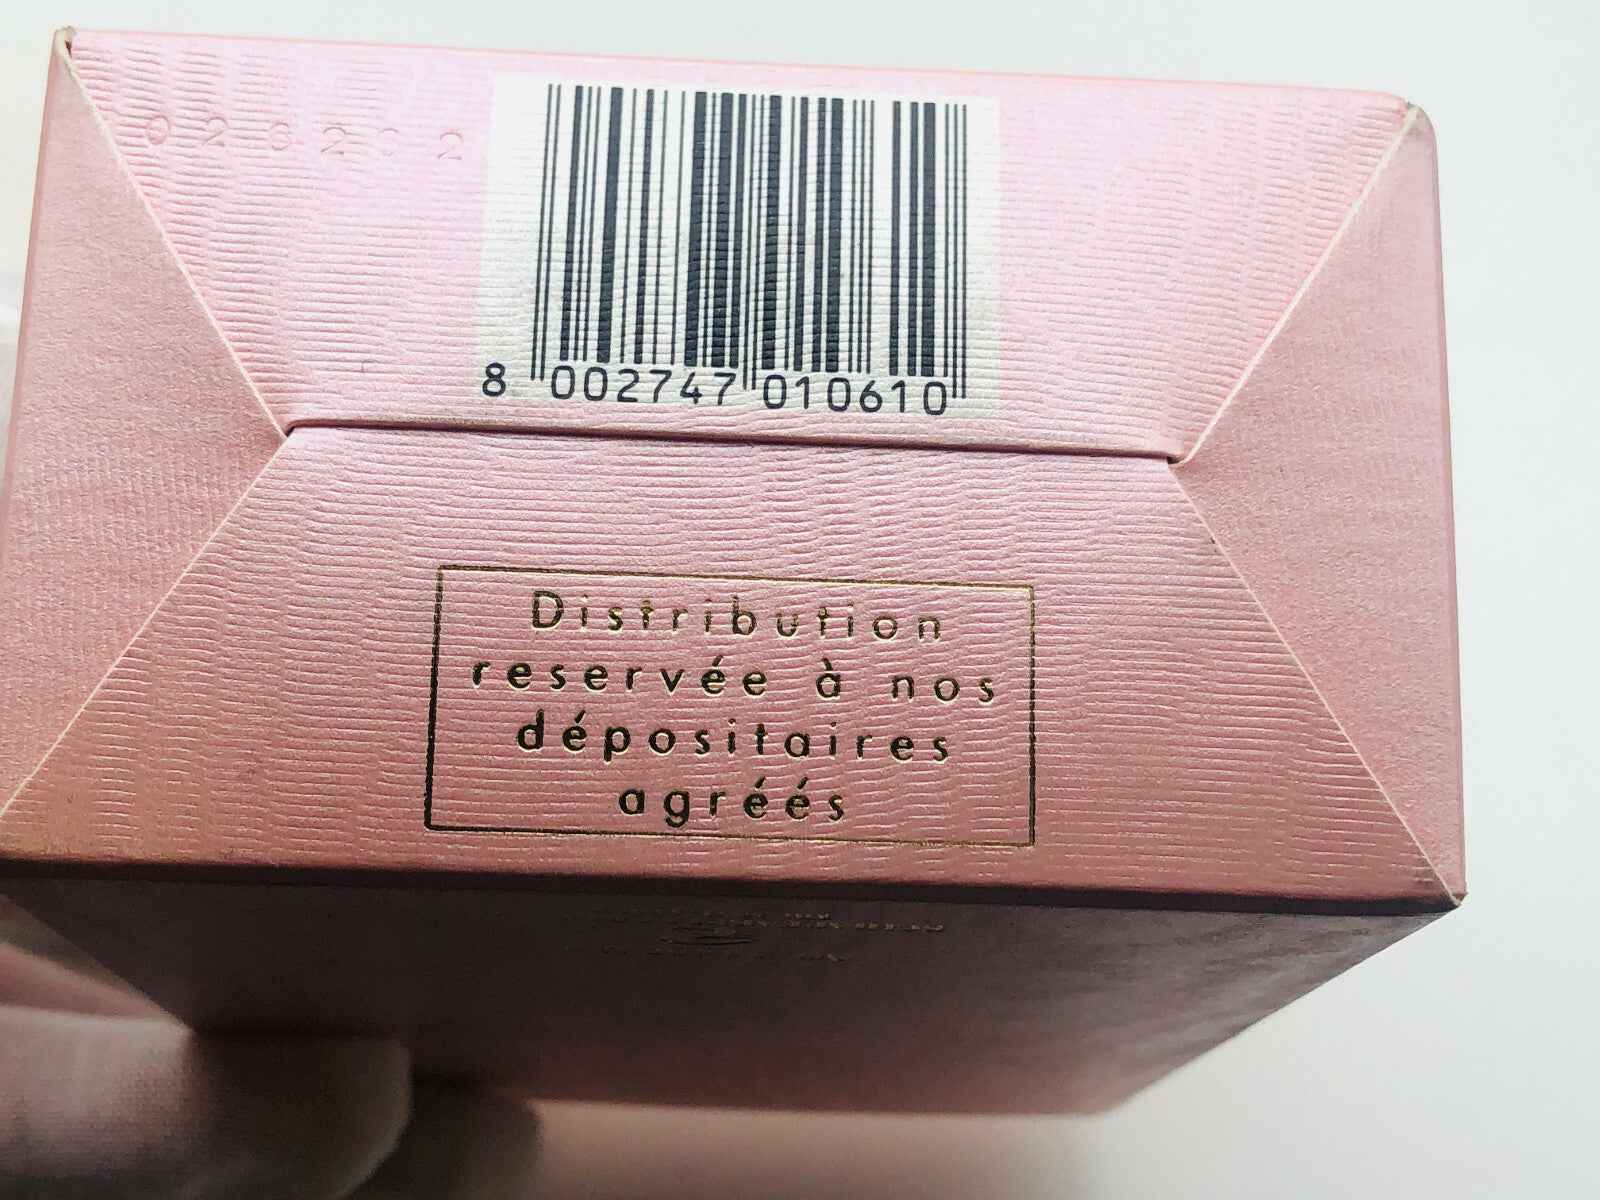 8 002747 010610
Distribution
reservée à nos
dépositaires
agréés